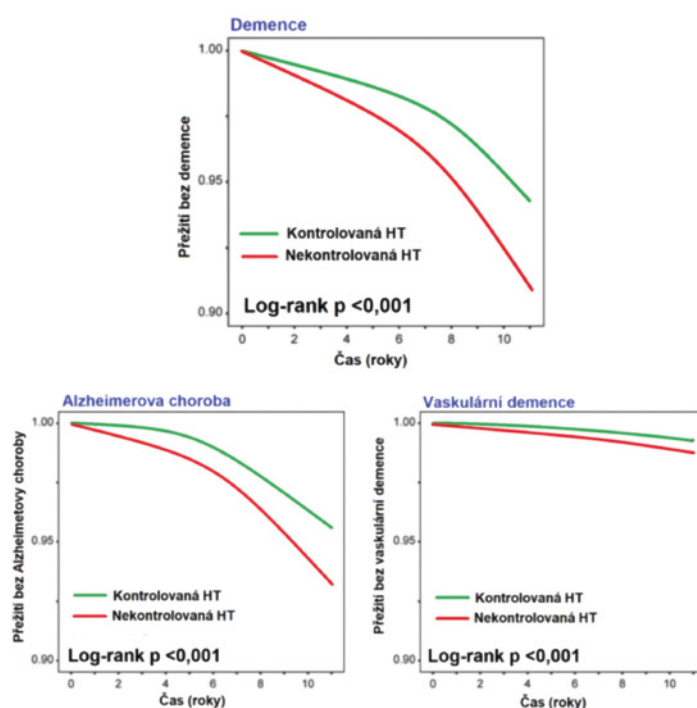 Demence
Přežití bez demence
1.00
0.95
0.90
Kontrolovaná HT
Nekontrolovaná HT
Log-rank p <0,001
0 2 4 6 8 10
Čas (roky)
Alzheimerova choroba
Přežití bez Alzheimetovy choroby
1.00
0.95
0.90
Kontrolovaná HT
Nekontrolovaná HT
Log-rank p <0,001
0 2 4 6 8 10
Čas (roky)
Vaskulární demence
Přežití bez vaskulární demence
1.00
0.95
0.90
Kontrolovaná HT
Nekontrolovaná HT
Log-rank p <0,001
0 2 4 6 8 10
Čas (roky)